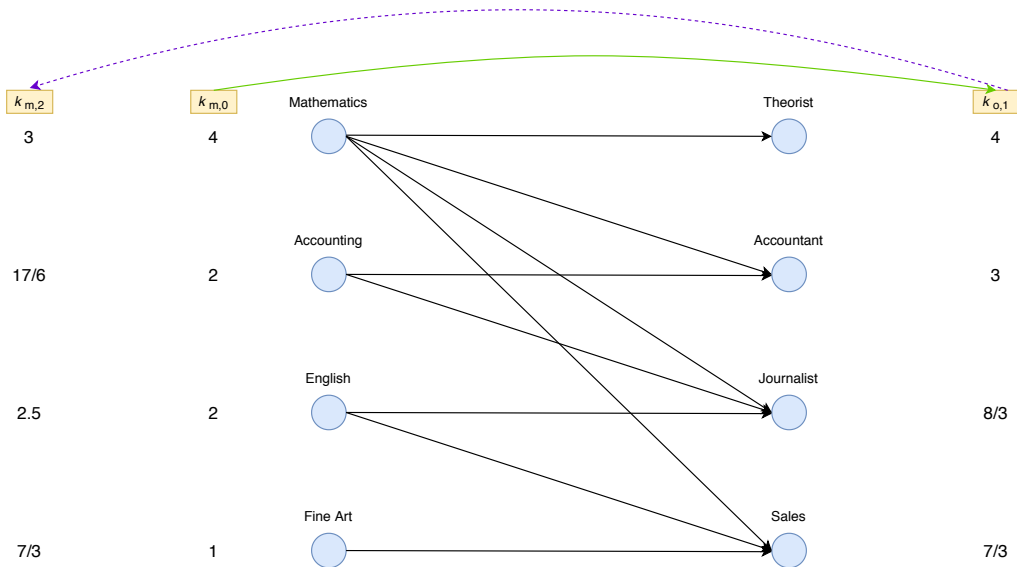 k m,2
k m,0
Mathematics
Theorist
k o,1
3
4
4
Accounting
Accountant
17/6
2
3
English
Journalist
2.5
2
8/3
Fine Art
Sales
7/3
1
7/3